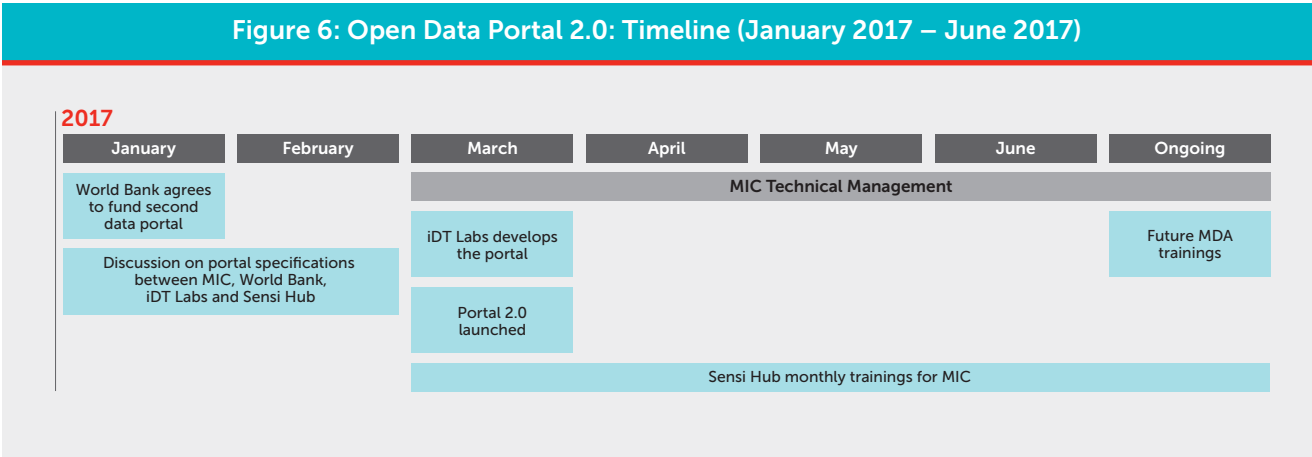 Figure 6: Open Data Portal 2.0: Timeline (January 2017 – June 2017)
2017
January
February
March
April
May
June
Ongoing
World Bank agrees
to fund second
data portal
MIC Technical Management
Discussion on portal specifications
between MIC, World Bank,
iDT Labs and Sensi Hub
iDT Labs develops
the portal
Future MDA
trainings
Portal 2.0
launched
Sensi Hub monthly trainings for MIC